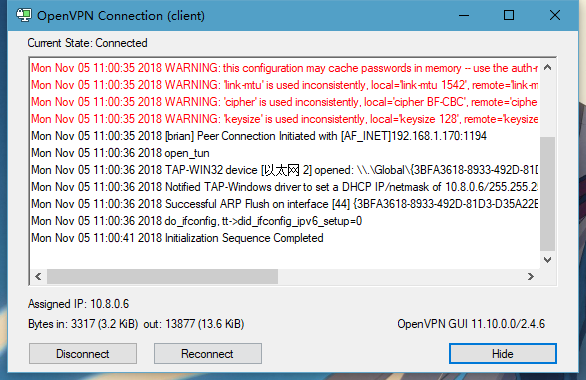 OpenVPN Connection (client)
Current State: Connected
Mon Nov 05 11:00:35 2018 WARNING: this configuration may cache passwords in memory -- use the auth-r
Mon Nov 05 11:00:35 2018 WARNING: 'link-mtu' is used inconsistently, local='link-mtu 1542', remote='link-m
Mon Nov 05 11:00:35 2018 WARNING: 'cipher' is used inconsistently, local='cipher BF-CBC', remote='ciphe
Mon Nov 05 11:00:35 2018 WARNING: 'keysize' is used inconsistently, local='keysize 128', remote='keysize
Mon Nov 05 11:00:35 2018 [brian] Peer Connection Initiated with [AF_INET]192.168.1.170:1194
Mon Nov 05 11:00:36 2018 open_tun
Mon Nov 05 11:00:36 2018 TAP-WIN32 device [以太网 2] opened: \\.\Global\{3BFA3618-8933-492D-81D
Mon Nov 05 11:00:36 2018 Notified TAP-Windows driver to set a DHCP IP/netmask of 10.8.0.6/255.255.2
Mon Nov 05 11:00:36 2018 Successful ARP Flush on interface [44] {3BFA3618-8933-492D-81D3-D35A22E
Mon Nov 05 11:00:36 2018 do_ifconfig, tt->did_ifconfig_ipv6_setup=0
Mon Nov 05 11:00:41 2018 Initialization Sequence Completed
Assigned IP: 10.8.0.6
Bytes in: 3317 (3.2 KiB) out: 13877 (13.6 KiB)
OpenVPN GUI 11.10.0.0/2.4.6
Disconnect
Reconnect
Hide